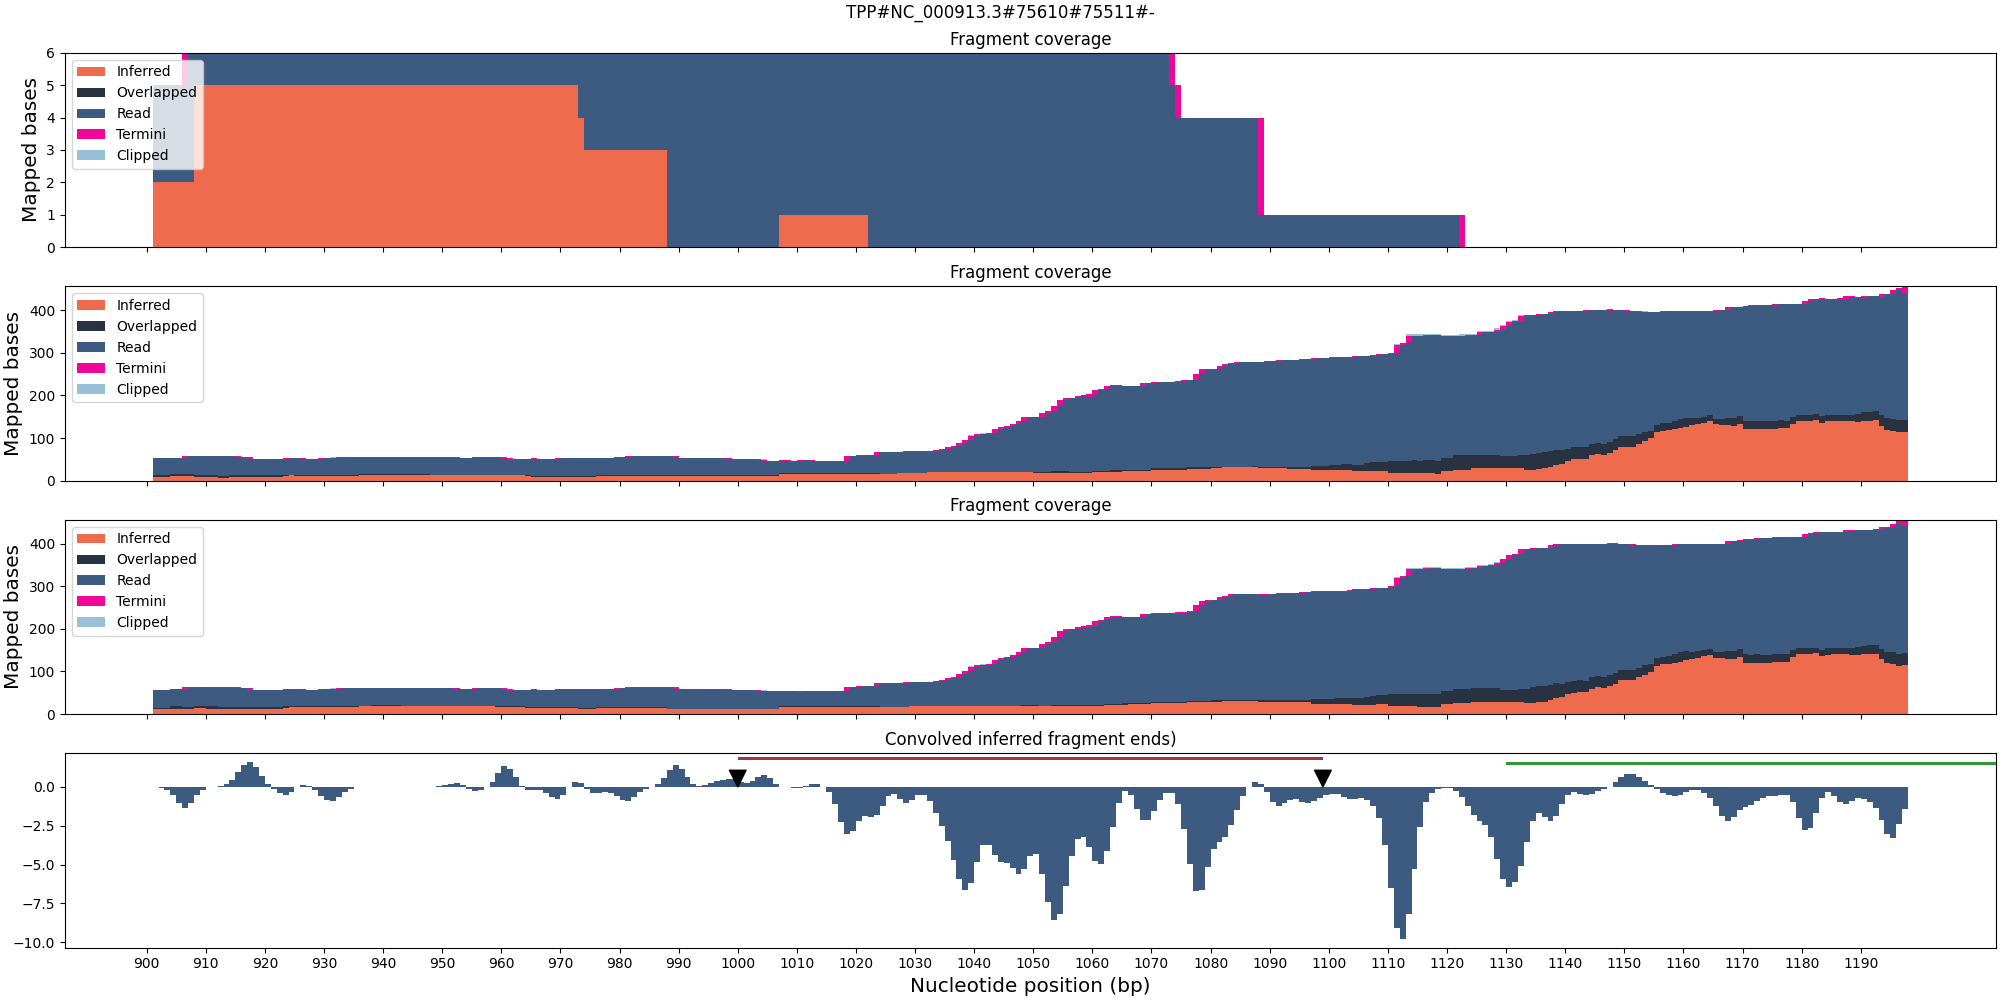 TPP#NC_000913.3#75610#75511#-
Fragment coverage
Mapped bases
6
5
4
3
2
1
0
Inferred
Overlapped
Read
Termini
Clipped
Fragment coverage
Mapped bases
400
300
200
100
0
Inferred
Overlapped
Read
Termini
Clipped
Fragment coverage
Mapped bases
400
300
200
100
0
Inferred
Overlapped
Read
Termini
Clipped
Convolved inferred fragment ends)
0.0
−2.5
−5.0
−7.5
−10.0
900 910 920 930 940 950 960 970 980 990 1000 1010 1020 1030 1040 1050 1060 1070 1080 1090 1100 1110 1120 1130 1140 1150 1160 1170 1180 1190
Nucleotide position (bp)